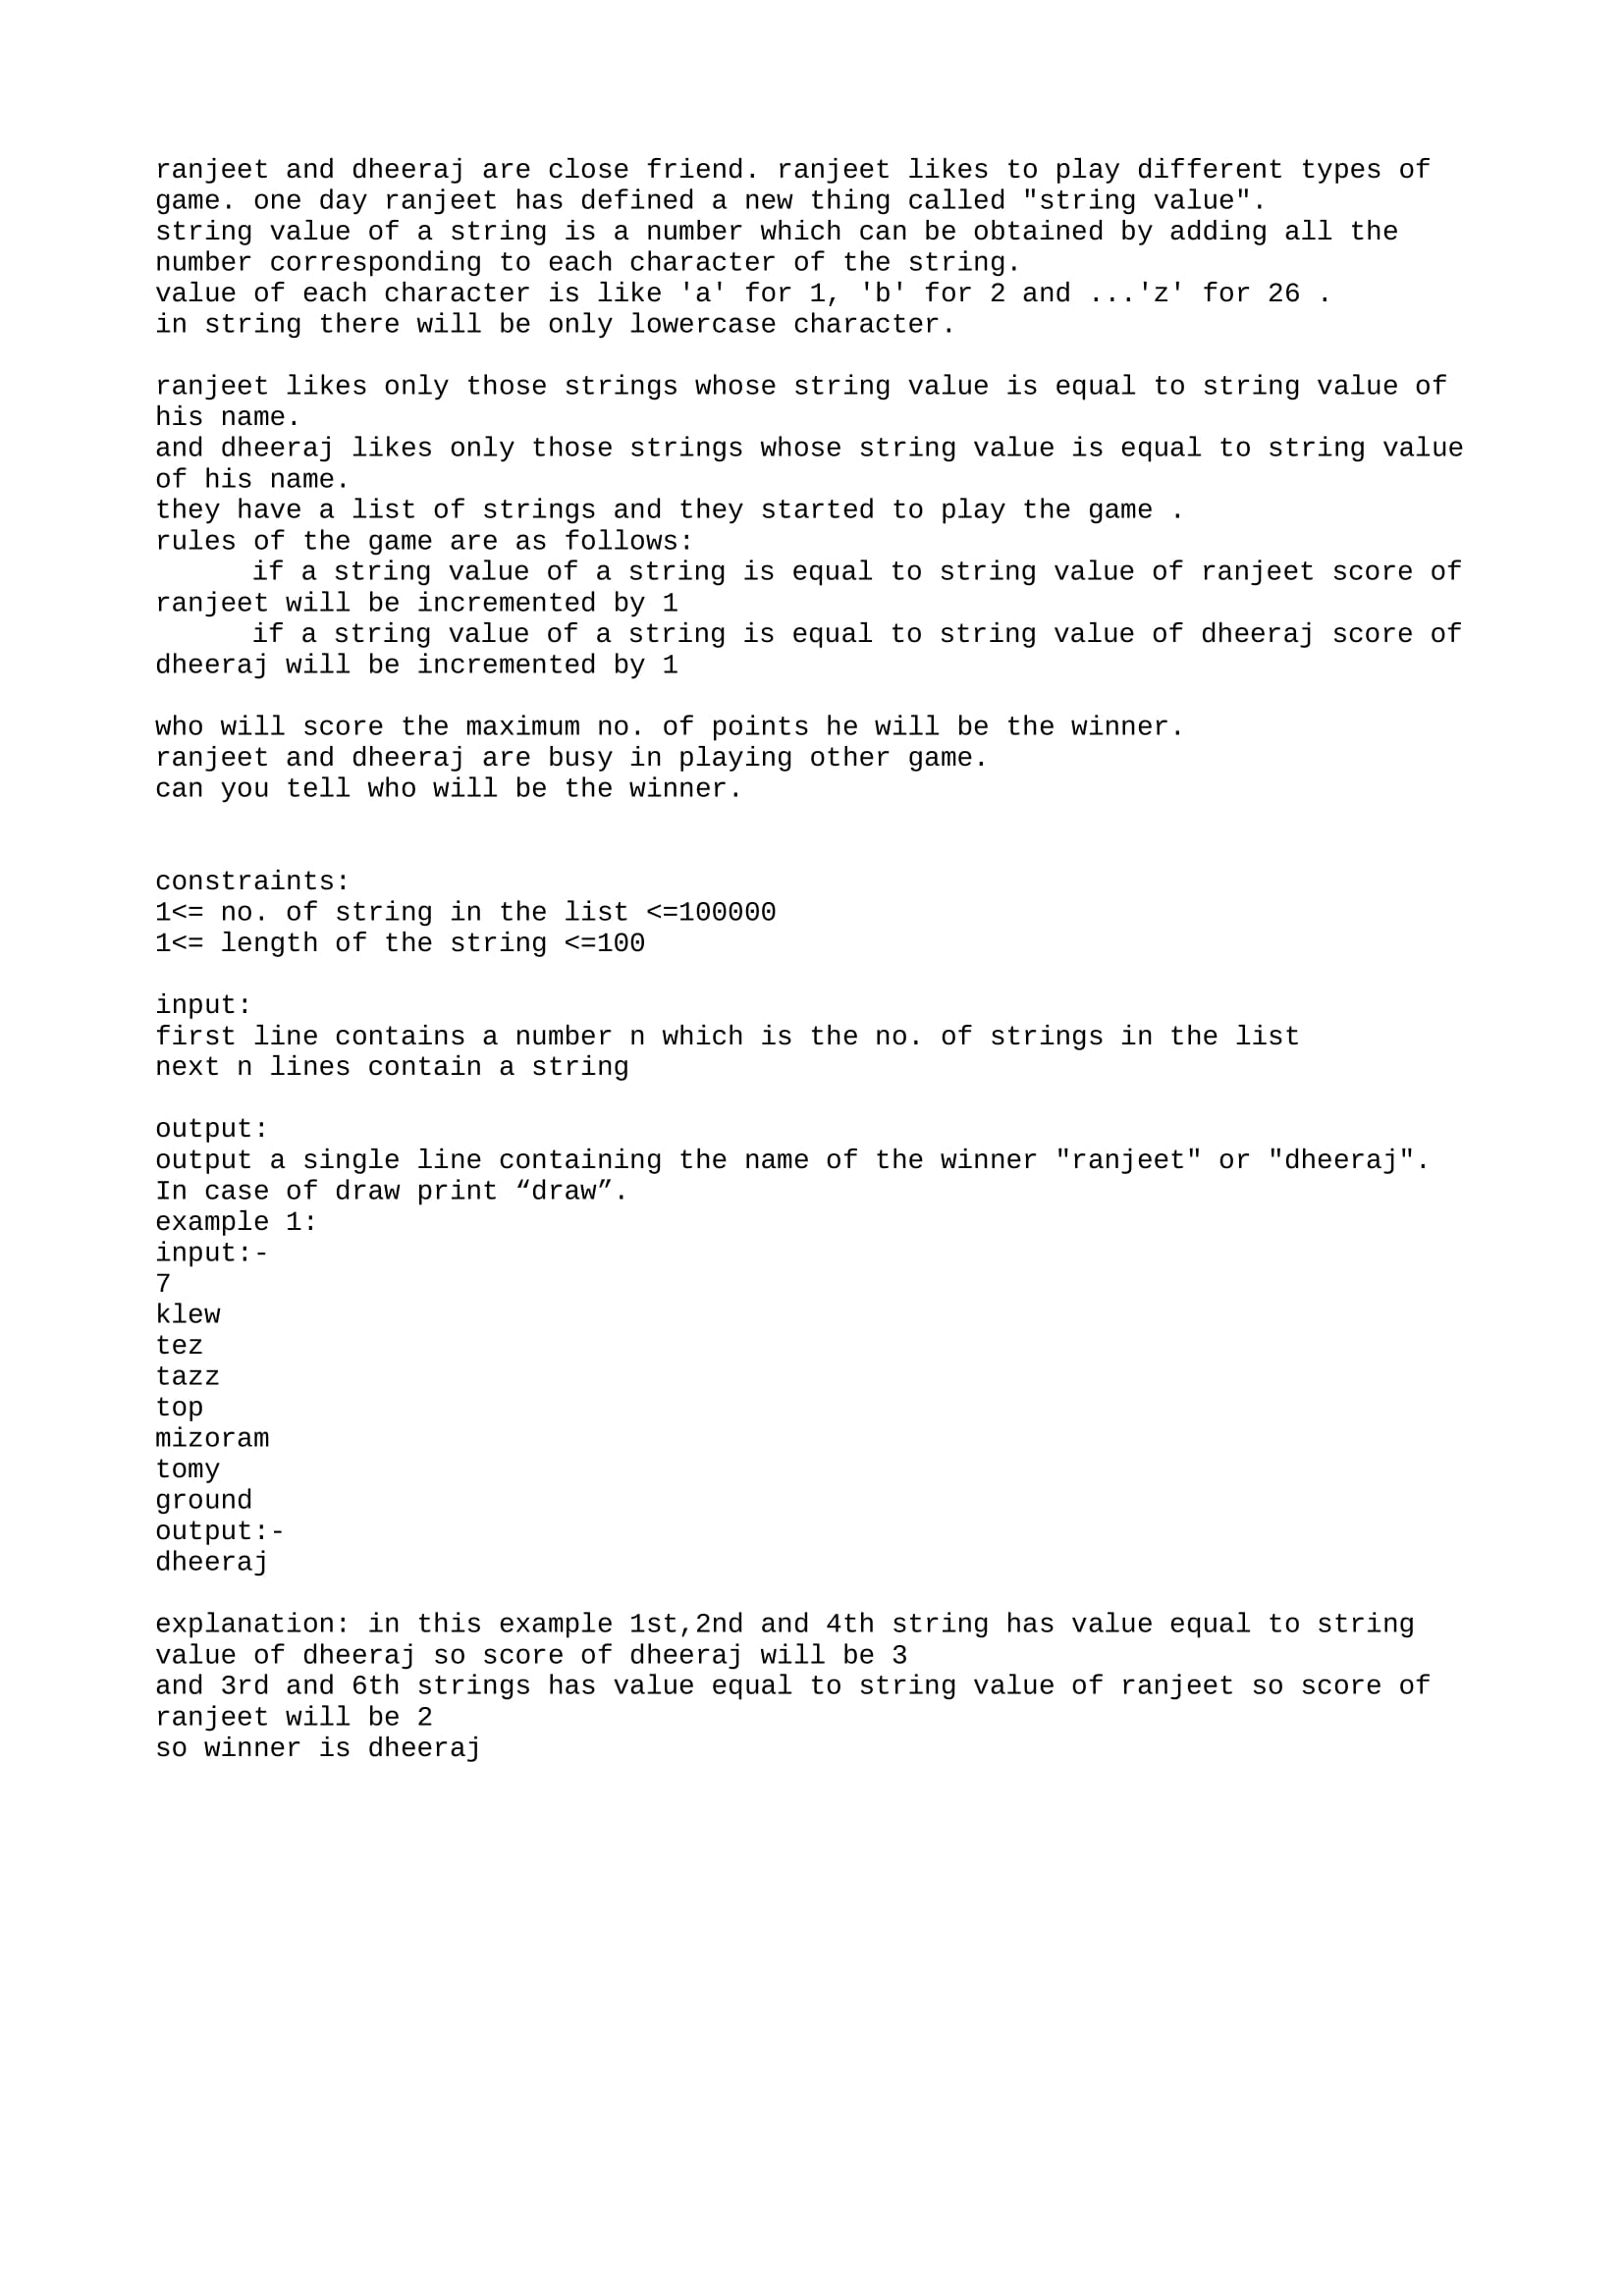 ranjeet and dheeraj are close friend. ranjeet likes to play different types of
game. one day ranjeet has defined a new thing called "string value".
string value of a string is a number which can be obtained by adding all the
number corresponding to each character of the string.
value of each character is like 'a' for 1, 'b' for 2 and ...'z' for 26 .
in string there will be only lowercase character.

ranjeet likes only those strings whose string value is equal to string value of
his name.
and dheeraj likes only those strings whose string value is equal to string value
of his name.
they have a list of strings and they started to play the game .
rules of the game are as follows:
if a string value of a string is equal to string value of ranjeet score of
ranjeet will be incremented by 1
if a string value of a string is equal to string value of dheeraj score of
dheeraj will be incremented by 1

who will score the maximum no. of points he will be the winner.
ranjeet and dheeraj are busy in playing other game.
can you tell who will be the winner.

constraints:
1<= no. of string in the list <=100000
1<= length of the string <=100

input:
first line contains a number n which is the no. of strings in the list
next n lines contain a string

output:
output a single line containing the name of the winner "ranjeet" or "dheeraj".
In case of draw print “draw”.
example 1:
input:-
7
klew
tez
tazz
top
mizoram
tomy
ground
output:-
dheeraj

explanation: in this example 1st,2nd and 4th string has value equal to string
value of dheeraj so score of dheeraj will be 3
and 3rd and 6th strings has value equal to string value of ranjeet so score of
ranjeet will be 2
so winner is dheeraj